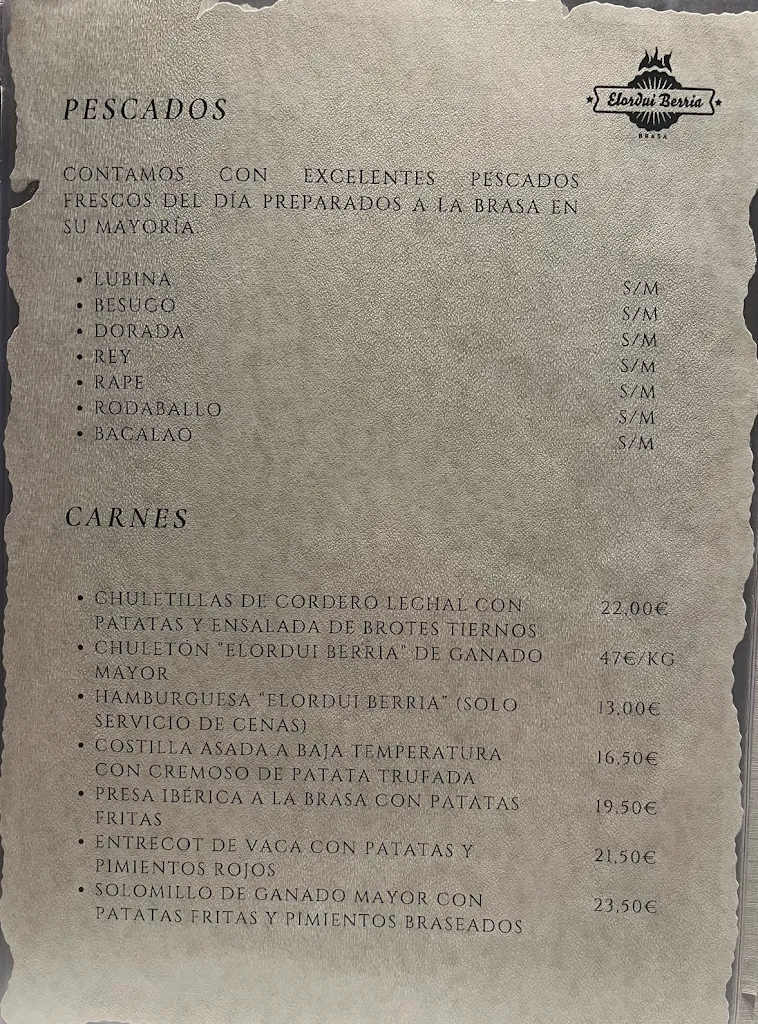 Elordui Berria
BRASA
PESCADOS
CONTAMOS CON EXCELENTES PESCADOS
FRESCOS DEL DÍA PREPARADOS A LA BRASA EN
SU MAYORÍA.
• LUBINA S/M
• BESUGO S/M
• DORADA S/M
• REY S/M
• RAPE S/M
• RODABALLO S/M
• BACALAO S/M
CARNES
• CHULETILLAS DE CORDERO LECHAL CON 22,00€
PATATAS Y ENSALADA DE BROTES TIERNOS
• CHULETÓN "ELORDUI BERRIA" DE GANADO 47€/KG
MAYOR
• HAMBURGUESA "ELORDUI BERRIA" (SOLO 13,00€
SERVICIO DE CENAS)
• COSTILLA ASADA A BAJA TEMPERATURA 16,50€
CON CREMOSO DE PATATA TRUFADA
• PRESA IBÉRICA A LA BRASA CON PATATAS 19,50€
FRITAS
• ENTRECOT DE VACA CON PATATAS Y 21,50€
PIMIENTOS ROJOS
• SOLOMILLO DE GANADO MAYOR CON 23,50€
PATATAS FRITAS Y PIMIENTOS BRASEADOS